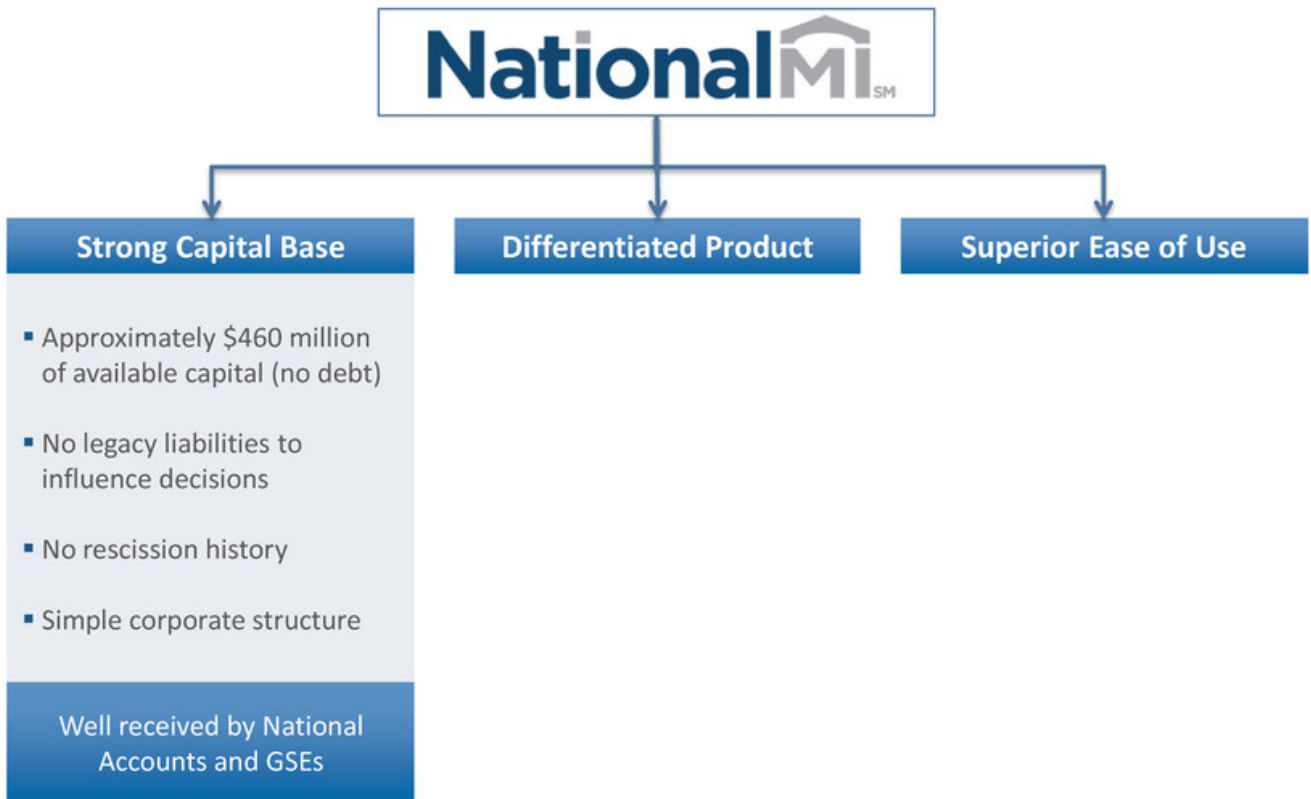 NationalMI SM
Strong Capital Base
Differentiated Product
Superior Ease of Use
▪ Approximately $460 million
of available capital (no debt)
▪ No legacy liabilities to
influence decisions
▪ No rescission history
▪ Simple corporate structure
Well received by National
Accounts and GSEs